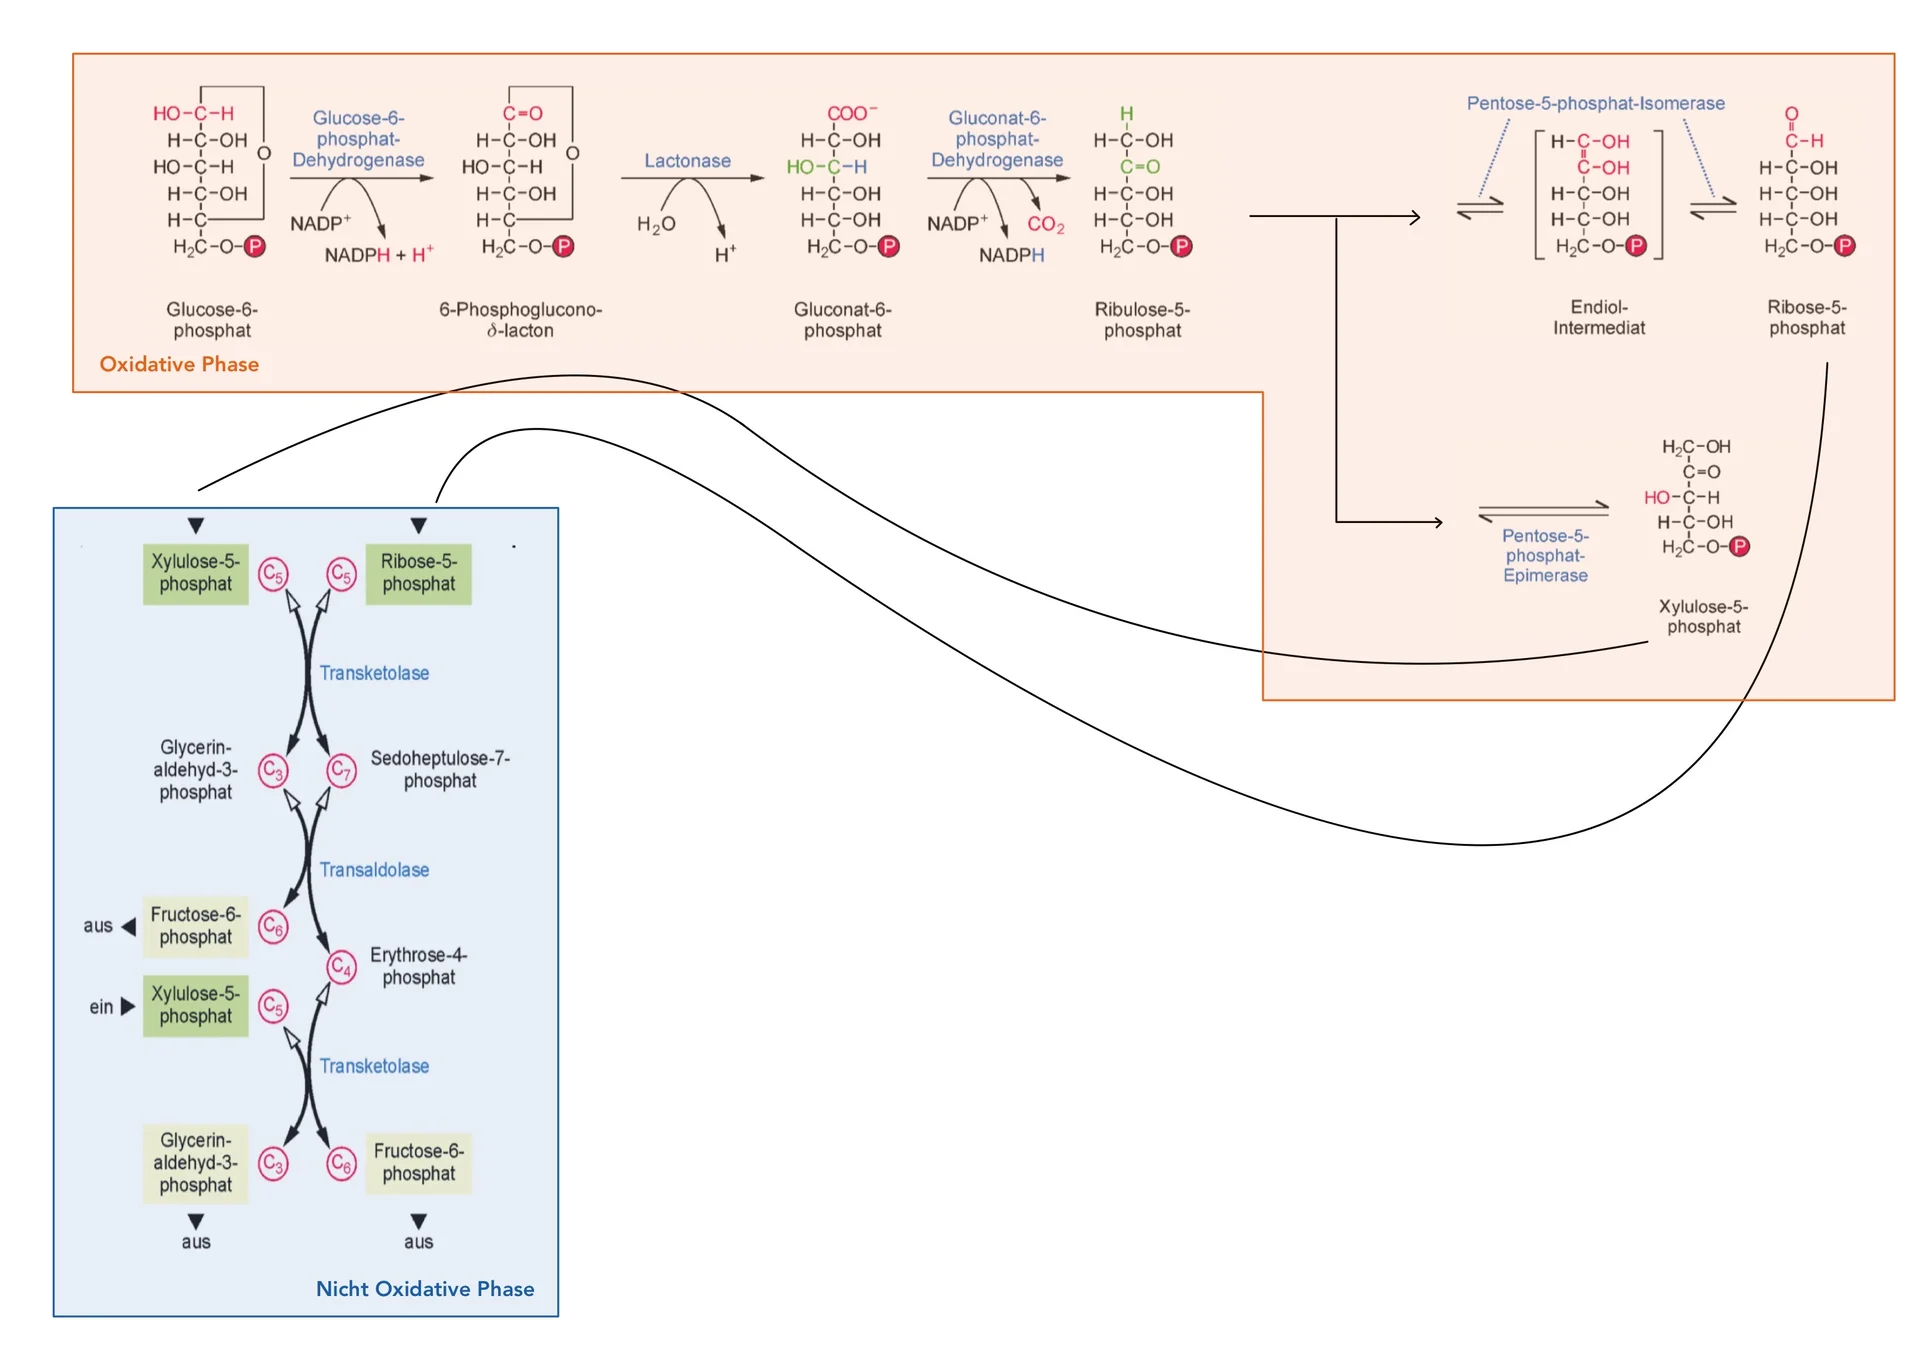 HO-C-H
H-C-OH
HO-C-H
H-C-OH
H-C
H₂C-O-P
O
Glucose-6-
phosphat
Glucose-6-
phosphat-
Dehydrogenase
NADP⁺
NADPH + H⁺
C=O
H-C-OH
HO-C-H
H-C-OH
H-C
H₂C-O-P
O
6-Phosphoglucono-
δ-lacton
Lactonase
H₂O
H⁺
COO⁻
H-C-OH
HO-C-H
H-C-OH
H-C-OH
H₂C-O-P
Gluconat-6-
phosphat
Gluconat-6-
phosphat-
Dehydrogenase
NADP⁺
CO₂
NADPH
H
H-C-OH
C=O
H-C-OH
H-C-OH
H₂C-O-P
Ribulose-5-
phosphat
Pentose-5-phosphat-Isomerase
H-C-OH
C-OH
H-C-OH
H-C-OH
H₂C-O-P
Endiol-
Intermediat
O
C-H
H-C-OH
H-C-OH
H-C-OH
H₂C-O-P
Ribose-5-
phosphat
Oxidative Phase
Pentose-5-
phosphat-
Epimerase
H₂C-OH
C=O
HO-C-H
H-C-OH
H₂C-O-P
Xylulose-5-
phosphat
Xylulose-5-
phosphat
C₅
C₅
Ribose-5-
phosphat
Transketolase
Glycerin-
aldehyd-3-
phosphat
C₃
C₇
Sedoheptulose-7-
phosphat
Transaldolase
aus
Fructose-6-
phosphat
C₆
C₄
Erythrose-4-
phosphat
ein
Xylulose-5-
phosphat
C₅
Transketolase
Glycerin-
aldehyd-3-
phosphat
C₃
C₆
Fructose-6-
phosphat
aus
aus
Nicht Oxidative Phase